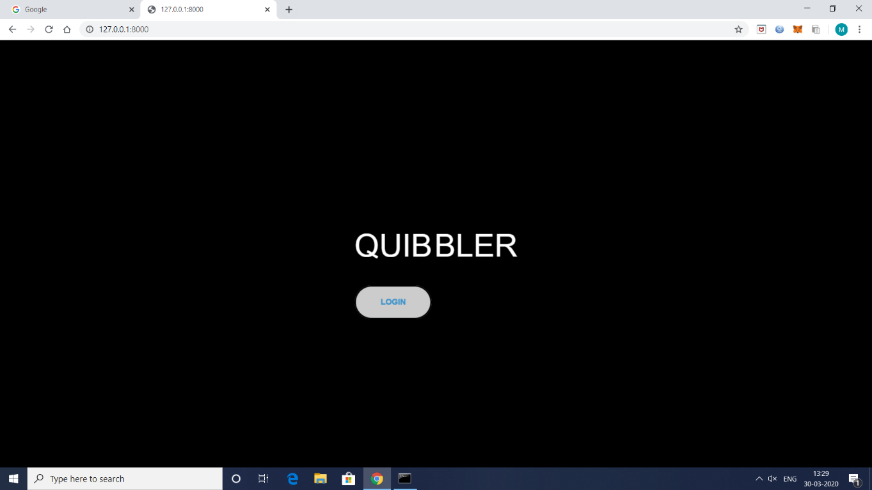 Google
127.0.0.1:8000
127.0.0.1:8000
M
QUIBBLER
LOGIN
Type here to search
ENG
13:29
30-03-2020
1